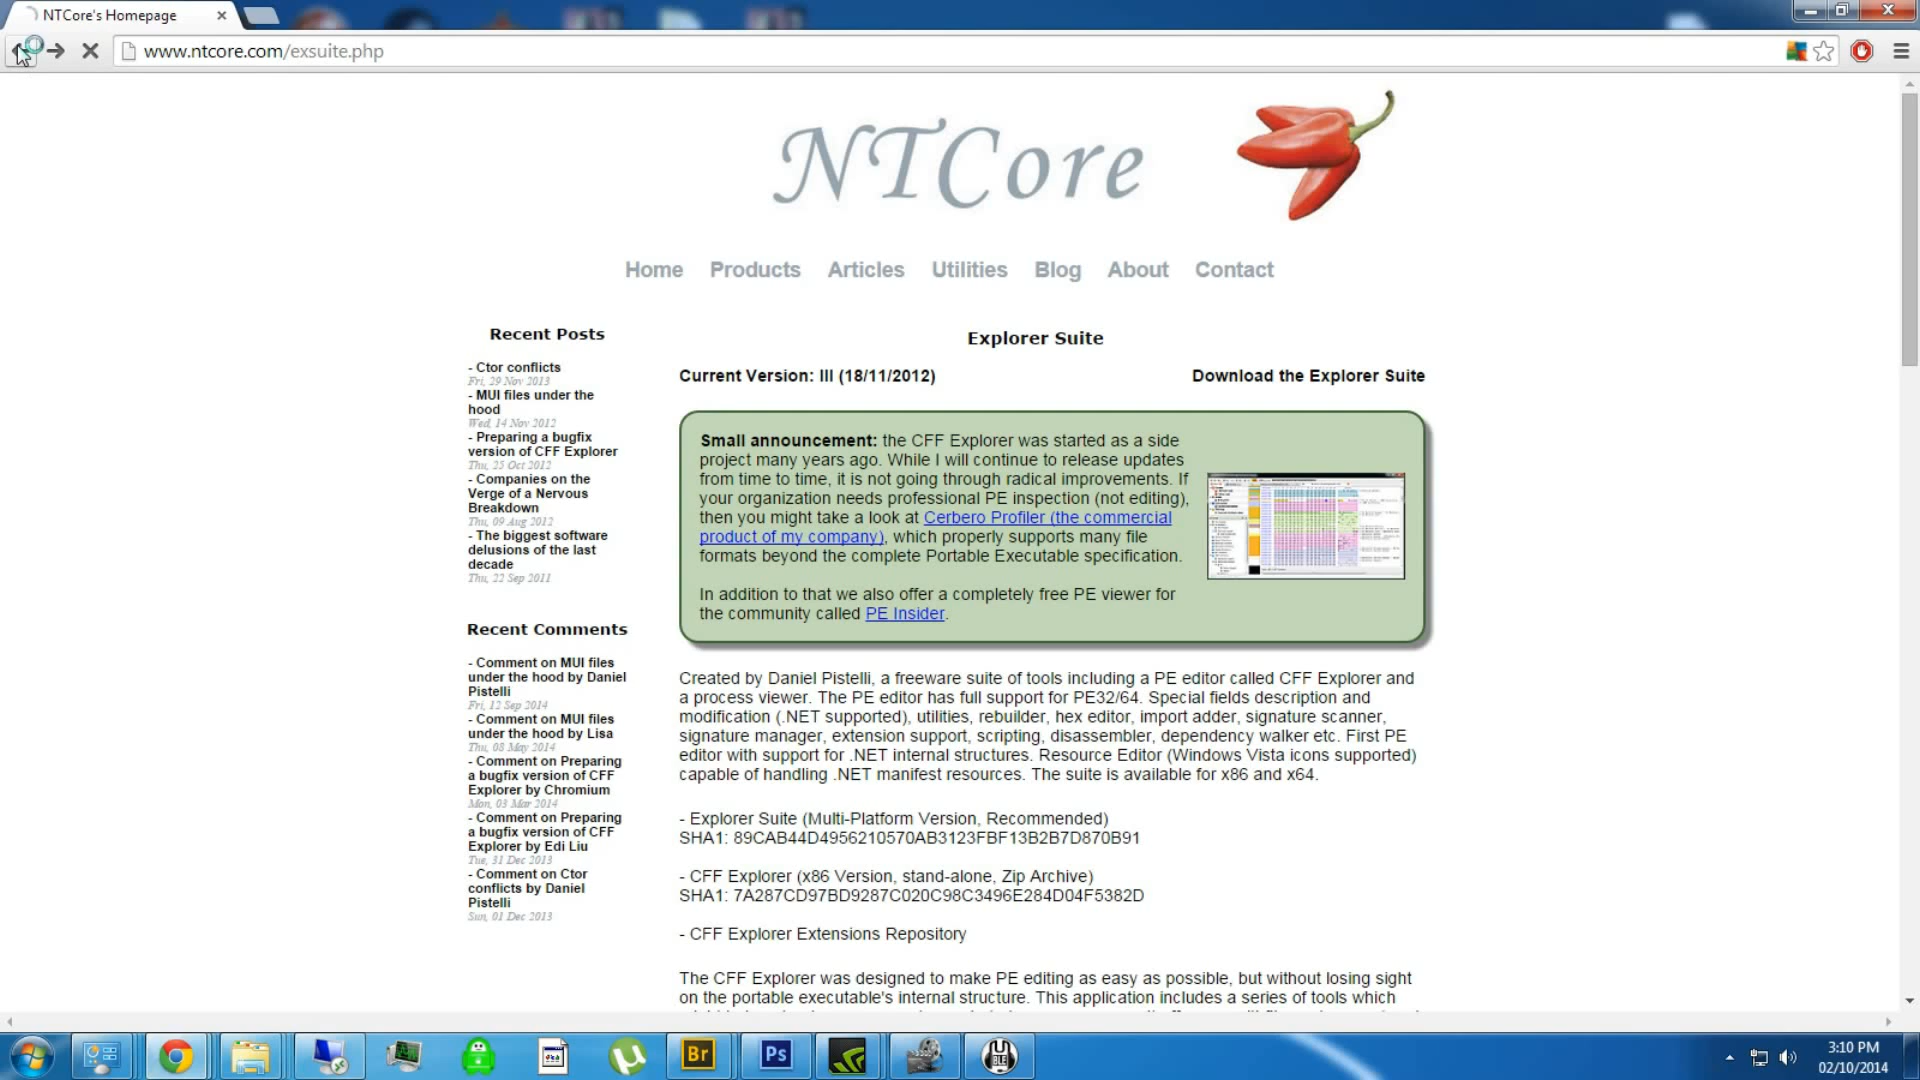 NTCore's Homepage
www.ntcore.com/exsuite.php
NTCore
Home Products Articles Utilities Blog About Contact
Recent Posts
- Ctor conflicts
Fri, 29 Nov 2013
- MUI files under the
hood
Wed, 14 Nov 2012
- Preparing a bugfix
version of CFF Explorer
Thu, 25 Oct 2012
- Companies on the
Verge of a Nervous
Breakdown
Thu, 09 Aug 2012
- The biggest software
delusions of the last
decade
Thu, 22 Sep 2011
Recent Comments
- Comment on MUI files
under the hood by Daniel
Pistelli
Fri, 12 Sep 2014
- Comment on MUI files
under the hood by Lisa
Thu, 08 May 2014
- Comment on Preparing
a bugfix version of CFF
Explorer by Chromium
Mon, 03 Mar 2014
- Comment on Preparing
a bugfix version of CFF
Explorer by Edi Liu
Tue, 31 Dec 2013
- Comment on Ctor
conflicts by Daniel
Pistelli
Sun, 01 Dec 2013
Explorer Suite
Current Version: III (18/11/2012) Download the Explorer Suite
Small announcement: the CFF Explorer was started as a side
project many years ago. While I will continue to release updates
from time to time, it is not going through radical improvements. If
your organization needs professional PE inspection (not editing),
then you might take a look at Cerbero Profiler (the commercial
product of my company), which properly supports many file
formats beyond the complete Portable Executable specification.
In addition to that we also offer a completely free PE viewer for
the community called PE Insider.
Created by Daniel Pistelli, a freeware suite of tools including a PE editor called CFF Explorer and
a process viewer. The PE editor has full support for PE32/64. Special fields description and
modification (.NET supported), utilities, rebuilder, hex editor, import adder, signature scanner,
signature manager, extension support, scripting, disassembler, dependency walker etc. First PE
editor with support for .NET internal structures. Resource Editor (Windows Vista icons supported)
capable of handling .NET manifest resources. The suite is available for x86 and x64.
- Explorer Suite (Multi-Platform Version, Recommended)
SHA1: 89CAB44D4956210570AB3123FBF13B2B7D870B91
- CFF Explorer (x86 Version, stand-alone, Zip Archive)
SHA1: 7A287CD97BD9287C020C98C3496E284D04F5382D
- CFF Explorer Extensions Repository
The CFF Explorer was designed to make PE editing as easy as possible, but without losing sight
on the portable executable's internal structure. This application includes a series of tools which
Br
Ps
3:10 PM
02/10/2014